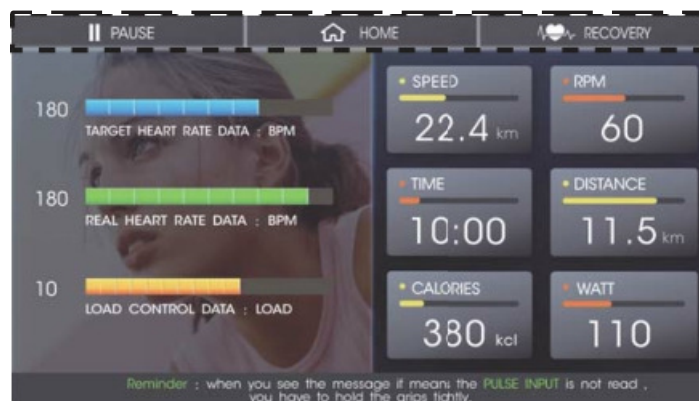 PAUSE
HOME
RECOVERY
180
TARGET HEART RATE DATA : BPM
180
REAL HEART RATE DATA : BPM
10
LOAD CONTROL DATA : LOAD
SPEED
22.4 km
RPM
60
TIME
10:00
DISTANCE
11.5 km
CALORIES
380 kcl
WATT
110
Reminder : when you see the message it means the PULSE INPUT is not read ,
you have to hold the grips tightly